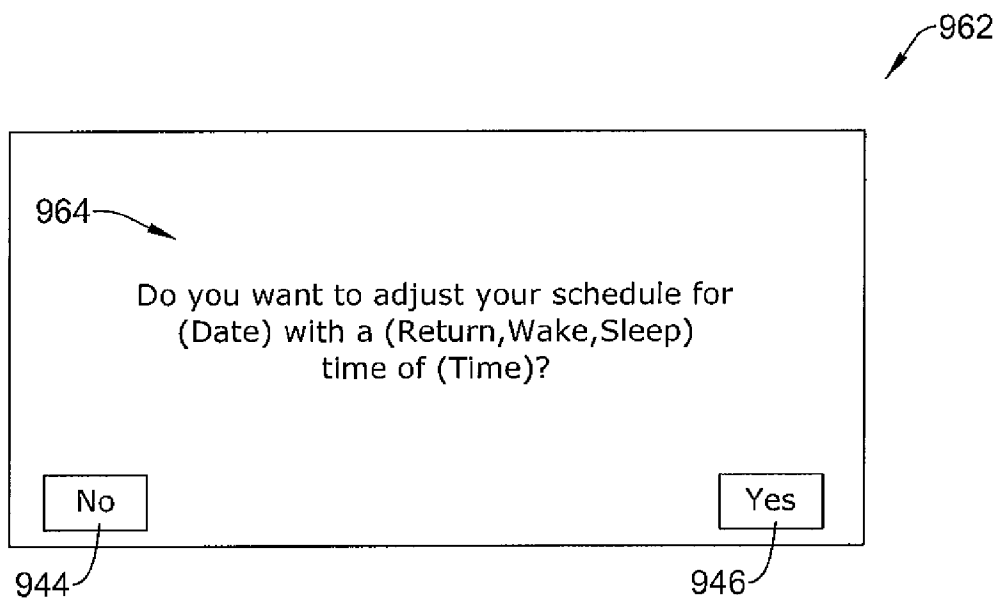 962
964
Do you want to adjust your schedule for
(Date) with a (Return,Wake,Sleep)
time of (Time)?
No
Yes
944
946